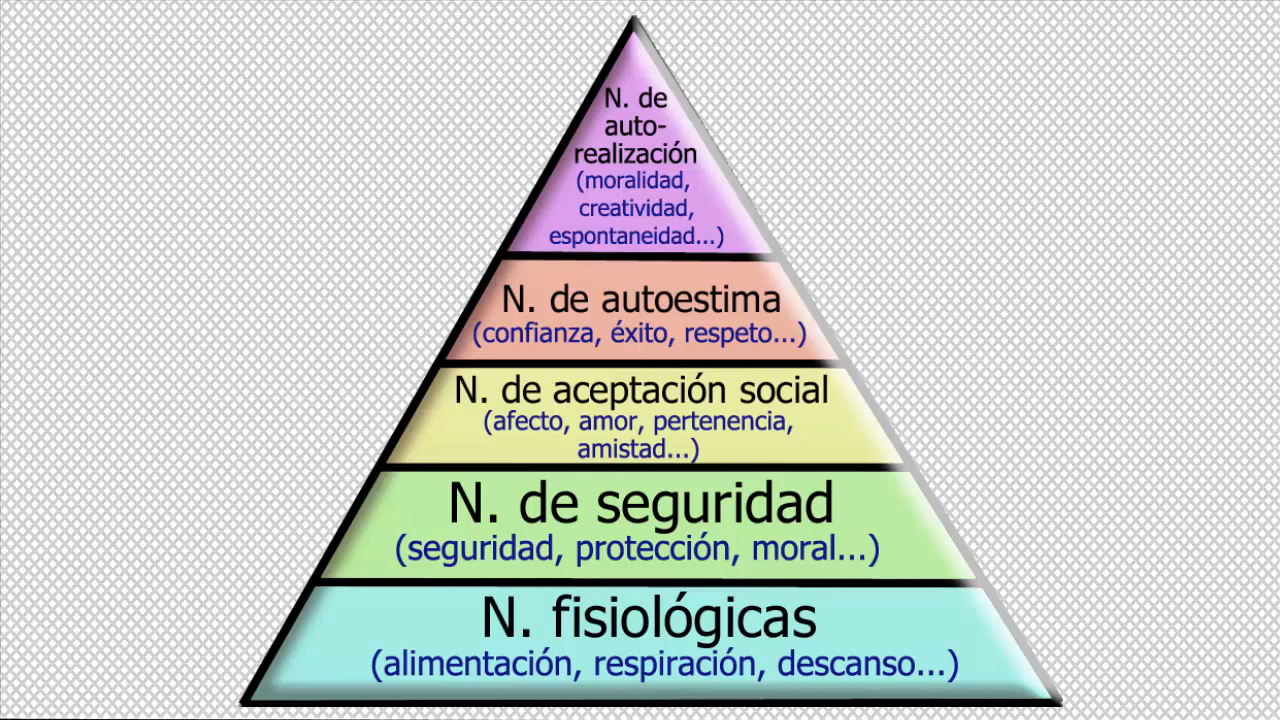 N. de
auto-
realización
(moralidad,
creatividad,
espontaneidad...)
N. de autoestima
(confianza, éxito, respeto...)
N. de aceptación social
(afecto, amor, pertenencia,
amistad...)
N. de seguridad
(seguridad, protección, moral...)
N. fisiológicas
(alimentación, respiración, descanso...)